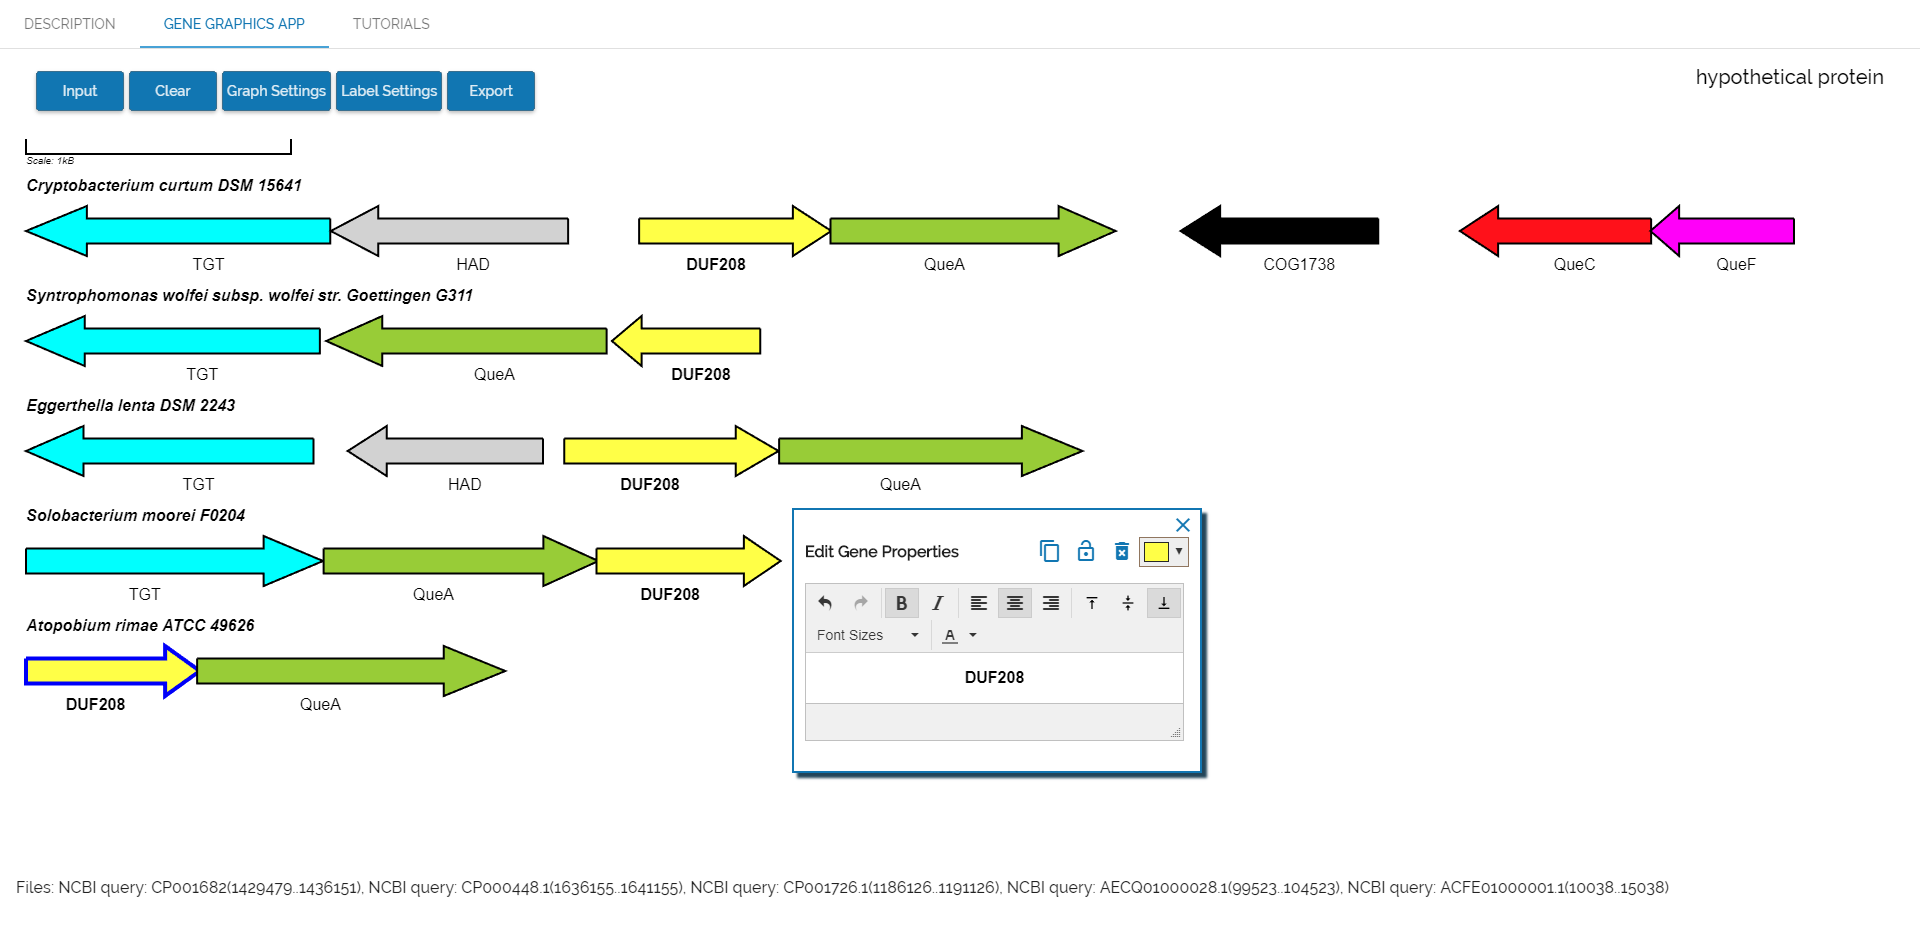 DESCRIPTION GENE GRAPHICS APP TUTORIALS
Input Clear Graph Settings Label Settings Export
hypothetical protein
Scale: 1kB
Cryptobacterium curtum DSM 15641
TGT HAD DUF208 QueA COG1738 QueC QueF
Syntrophomonas wolfei subsp. wolfei str. Goettingen G311
TGT QueA DUF208
Eggerthella lenta DSM 2243
TGT HAD DUF208 QueA
Solobacterium moorei F0204
TGT QueA DUF208
Atopobium rimae ATCC 49626
DUF208 QueA
Edit Gene Properties
B I
Font Sizes A
DUF208
Files: NCBI query: CP001682(1429479..1436151), NCBI query: CP000448.1(1636155..1641155), NCBI query: CP001726.1(1186126..1191126), NCBI query: AECQ01000028.1(99523..104523), NCBI query: ACFE01000001.1(10038..15038)